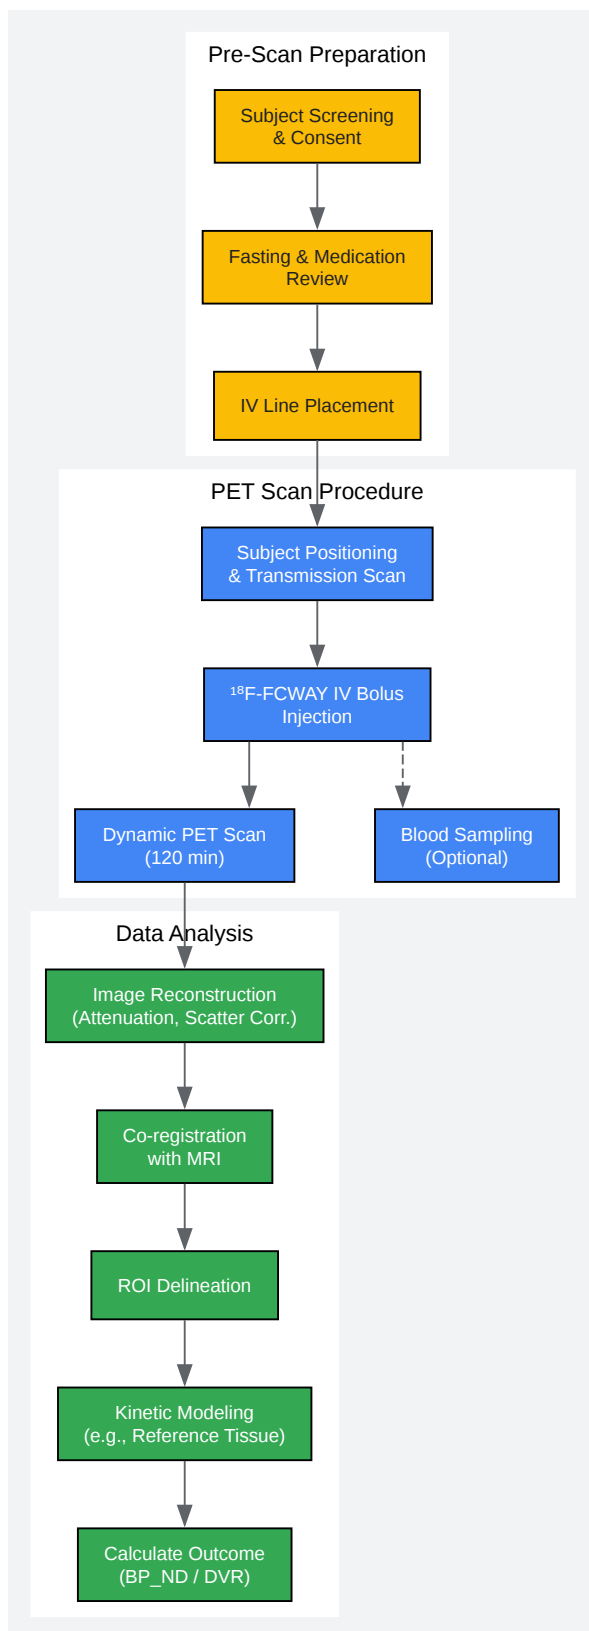 Pre-Scan Preparation
Subject Screening
& Consent
Fasting & Medication
Review
IV Line Placement
PET Scan Procedure
Subject Positioning
& Transmission Scan
¹⁸F-FCWAY IV Bolus
Injection
Dynamic PET Scan
(120 min)
Blood Sampling
(Optional)
Data Analysis
Image Reconstruction
(Attenuation, Scatter Corr.)
Co-registration
with MRI
ROI Delineation
Kinetic Modeling
(e.g., Reference Tissue)
Calculate Outcome
(BP_ND / DVR)